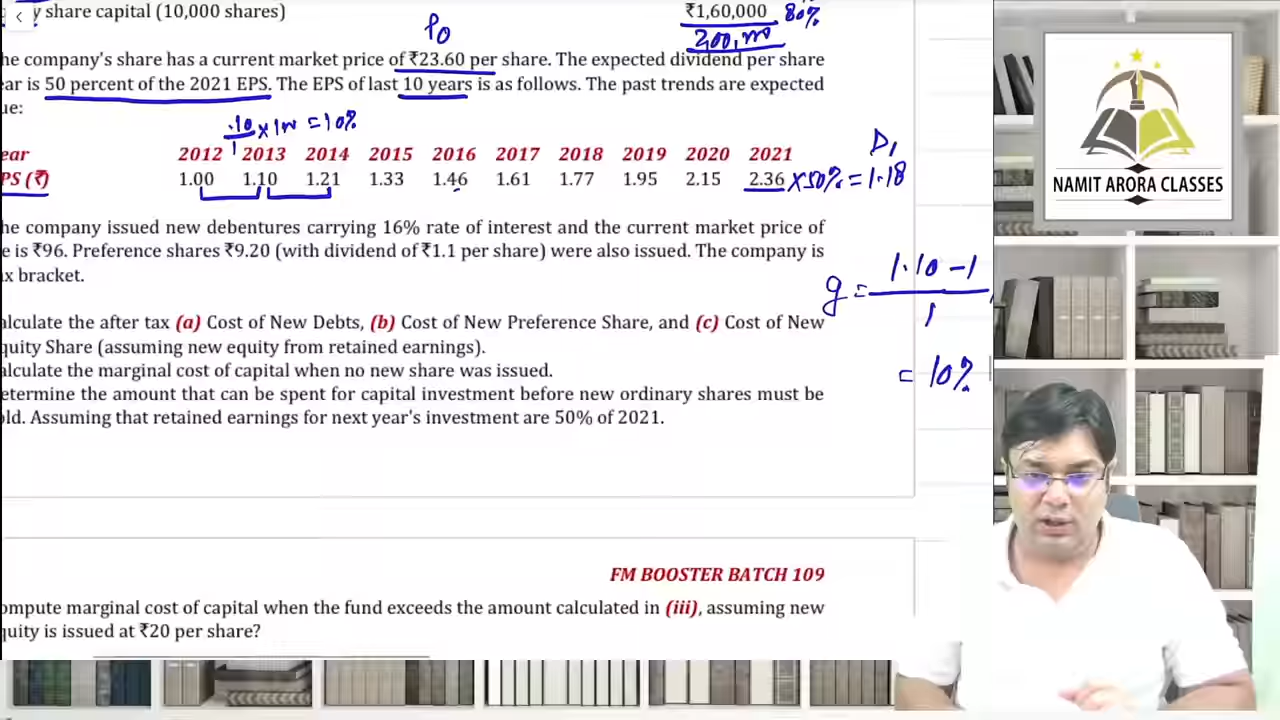 y share capital (10,000 shares) ₹1,60,000 80%
P0 200,000
he company's share has a current market price of ₹23.60 per share. The expected dividend per share
ar is 50 percent of the 2021 EPS. The EPS of last 10 years is as follows. The past trends are expected
ue:
.10/1 × 100 = 10%
D1
ear 2012 2013 2014 2015 2016 2017 2018 2019 2020 2021
PS (₹) 1.00 1.10 1.21 1.33 1.46 1.61 1.77 1.95 2.15 2.36 ×50% = 1.18
he company issued new debentures carrying 16% rate of interest and the current market price of
e is ₹96. Preference shares ₹9.20 (with dividend of ₹1.1 per share) were also issued. The company is
x bracket.
g = 1.10 - 1
1
= 10%
alculate the after tax (a) Cost of New Debts, (b) Cost of New Preference Share, and (c) Cost of New
quity Share (assuming new equity from retained earnings).
alculate the marginal cost of capital when no new share was issued.
etermine the amount that can be spent for capital investment before new ordinary shares must be
old. Assuming that retained earnings for next year's investment are 50% of 2021.
FM BOOSTER BATCH 109
ompute marginal cost of capital when the fund exceeds the amount calculated in (iii), assuming new
quity is issued at ₹20 per share?
NAMIT ARORA CLASSES